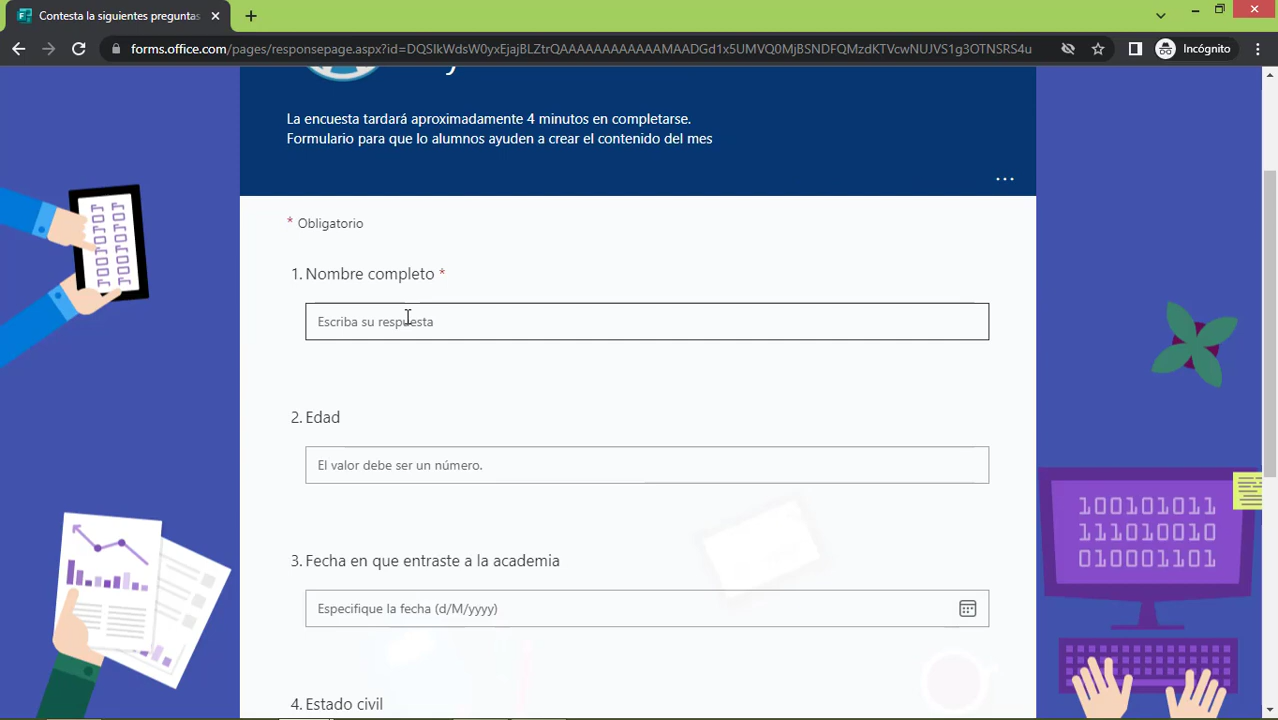 Contesta la siguientes preguntas
forms.office.com/pages/responsepage.aspx?id=DQSIkWdsW0yxEjajBLZtrQAAAAAAAAAAAAMAADGd1x5UMVQ0MjBSNDFQMzdKTVcwNUJVS1g3OTNSRS4u
Incógnito
La encuesta tardará aproximadamente 4 minutos en completarse.
Formulario para que lo alumnos ayuden a crear el contenido del mes
...
* Obligatorio
1. Nombre completo *
Escriba su respuesta
2. Edad
El valor debe ser un número.
3. Fecha en que entraste a la academia
Especifique la fecha (d/M/yyyy)
4. Estado civil
100101011
111010010
010001101